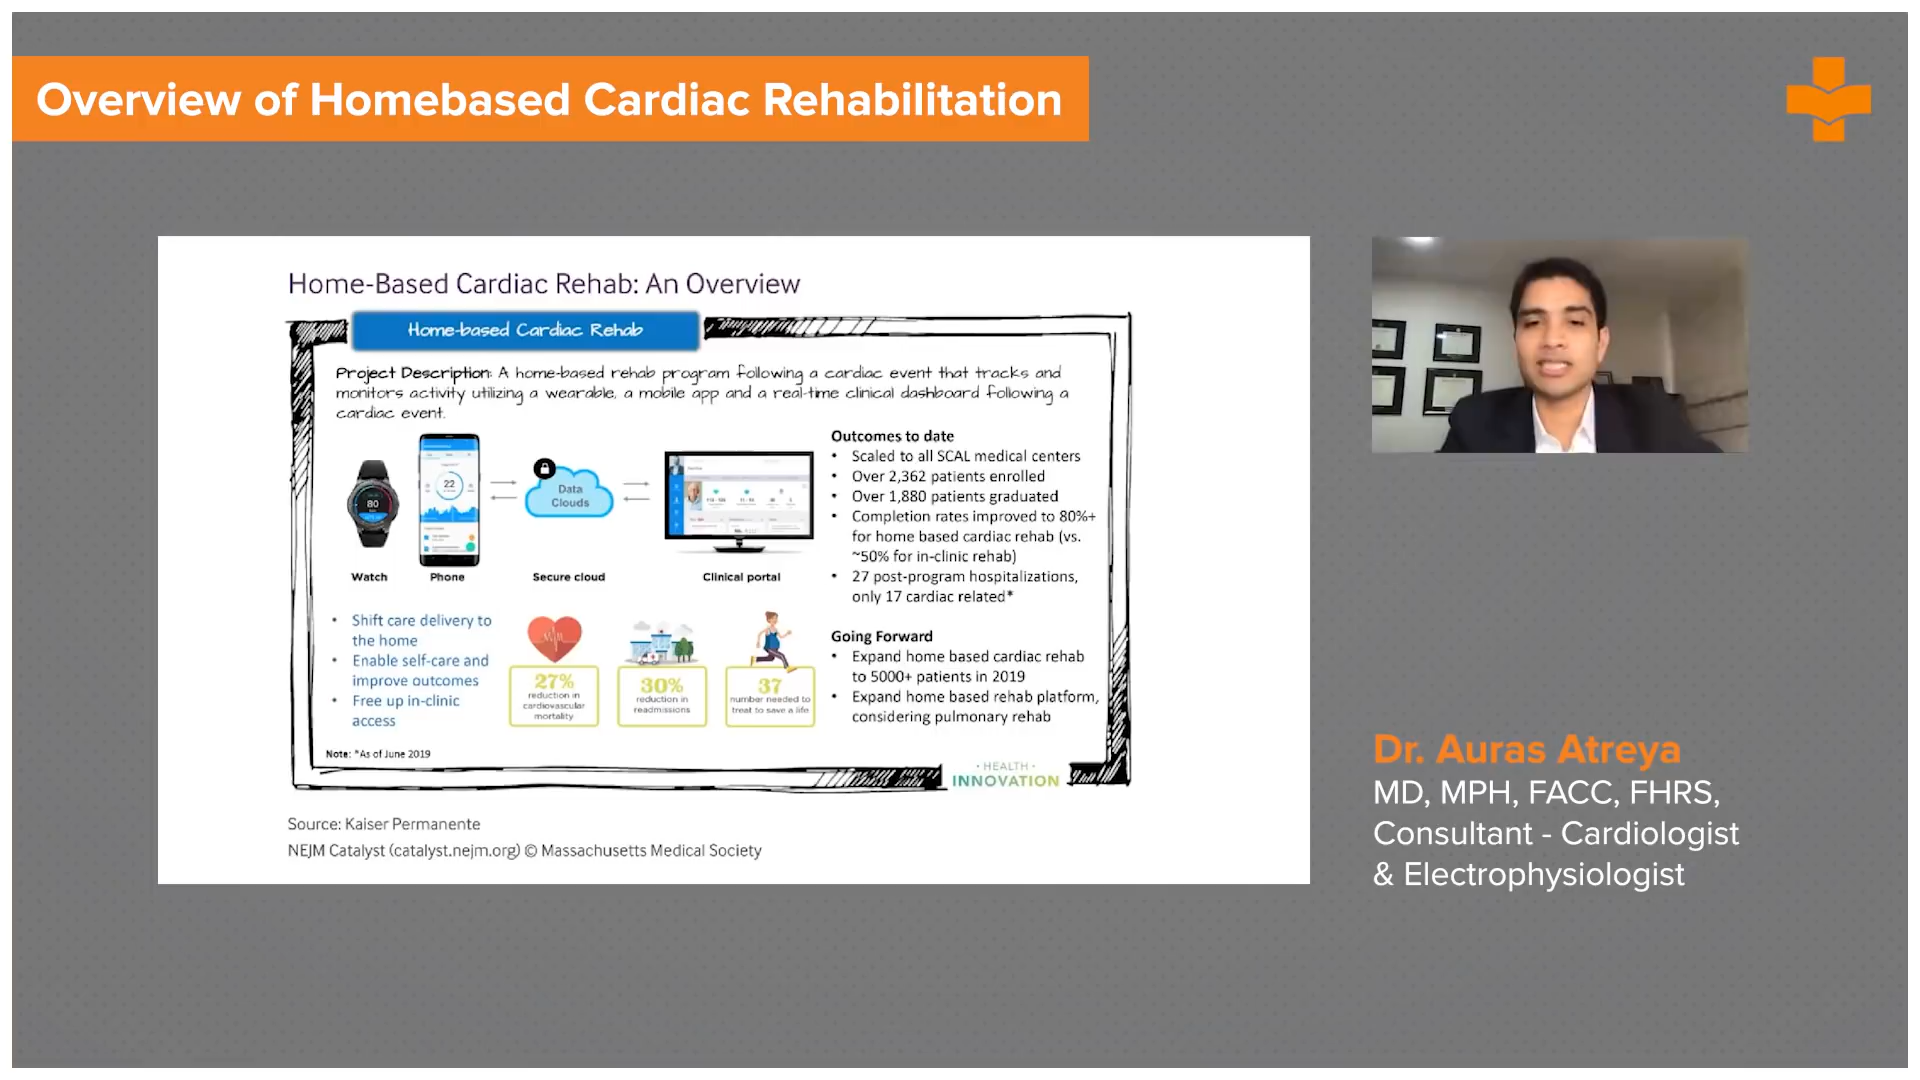 Overview of Homebased Cardiac Rehabilitation
Home-Based Cardiac Rehab: An Overview
Home-based Cardiac Rehab
Project Description: A home-based rehab program following a cardiac event that tracks and
monitors activity utilizing a wearable, a mobile app and a real-time clinical dashboard following a
cardiac event.
80
22
Data
Clouds
Watch
Phone
Secure cloud
Clinical portal
• Shift care delivery to
the home
• Enable self-care and
improve outcomes
• Free up in-clinic
access
27%
reduction in
cardiovascular
mortality
30%
reduction in
readmissions
37
number needed to
treat to save a life
Outcomes to date
• Scaled to all SCAL medical centers
• Over 2,362 patients enrolled
• Over 1,880 patients graduated
• Completion rates improved to 80%+
for home based cardiac rehab (vs.
~50% for in-clinic rehab)
• 27 post-program hospitalizations,
only 17 cardiac related*
Going Forward
• Expand home based cardiac rehab
to 5000+ patients in 2019
• Expand home based rehab platform,
considering pulmonary rehab
Note: *As of June 2019
• HEALTH •
INNOVATION
Source: Kaiser Permanente
NEJM Catalyst (catalyst.nejm.org) © Massachusetts Medical Society
Dr. Auras Atreya
MD, MPH, FACC, FHRS,
Consultant - Cardiologist
& Electrophysiologist